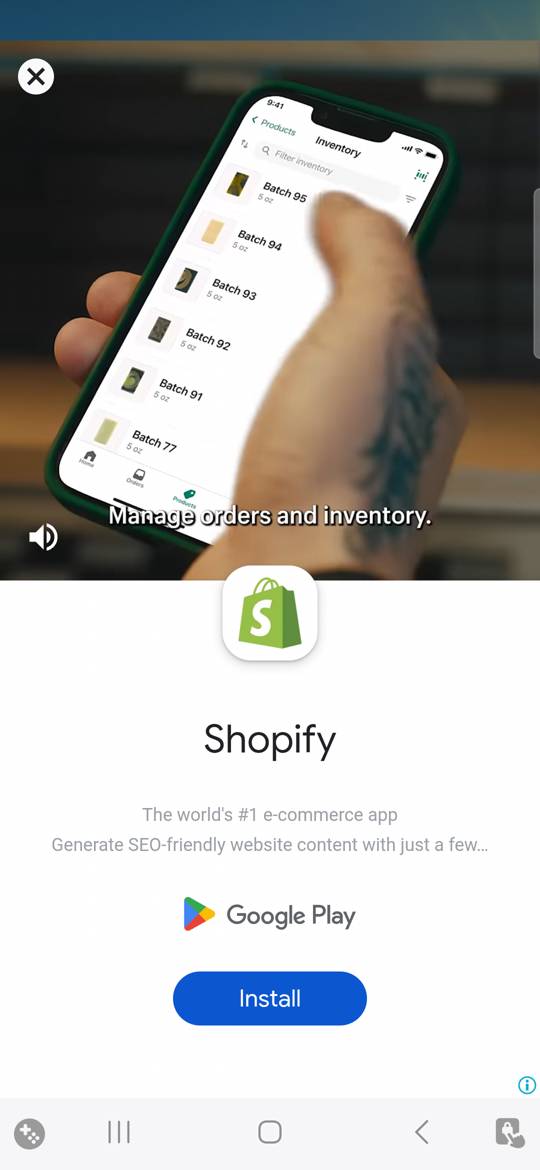 9:41
Products
Inventory
Filter inventory
Batch 95
5 oz
Batch 94
5 oz
Batch 93
5 oz
Batch 92
5 oz
Batch 91
5 oz
Batch 77
5 oz
Home
Orders
Products
Manage orders and inventory.
S
Shopify
The world's #1 e-commerce app
Generate SEO-friendly website content with just a few...
Google Play
Install